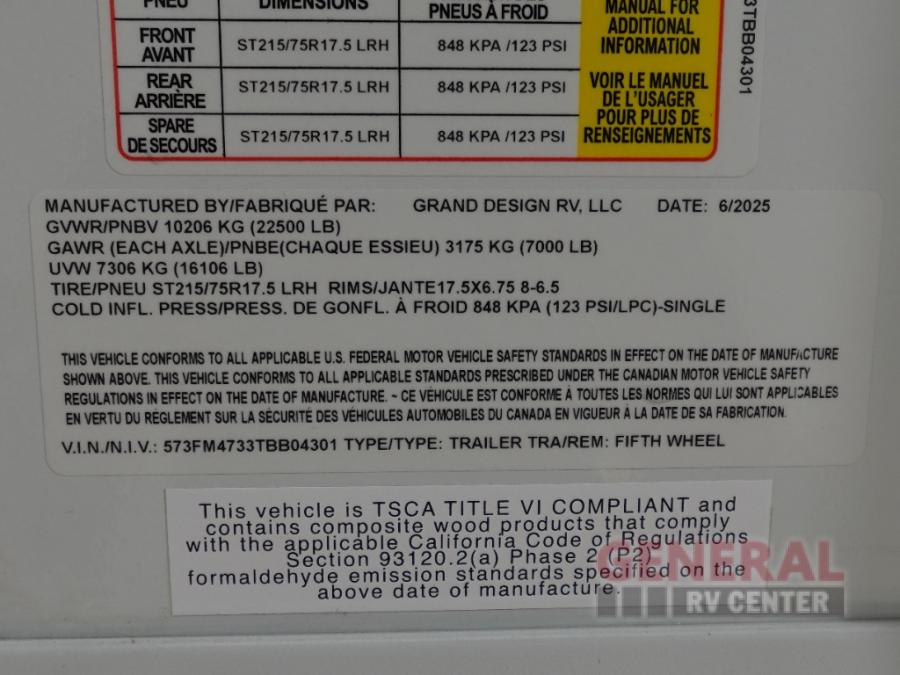 PNEU DIMENSIONS PNEUS À FROID
MANUAL FOR
ADDITIONAL
INFORMATION
FRONT
AVANT
ST215/75R17.5 LRH 848 KPA /123 PSI
REAR
ARRIÈRE
ST215/75R17.5 LRH 848 KPA /123 PSI
SPARE
DE SECOURS
ST215/75R17.5 LRH 848 KPA /123 PSI
VOIR LE MANUEL
DE L'USAGER
POUR PLUS DE
RENSEIGNEMENTS
3TBB04301
MANUFACTURED BY/FABRIQUÉ PAR: GRAND DESIGN RV, LLC DATE: 6/2025
GVWR/PNBV 10206 KG (22500 LB)
GAWR (EACH AXLE)/PNBE(CHAQUE ESSIEU) 3175 KG (7000 LB)
UVW 7306 KG (16106 LB)
TIRE/PNEU ST215/75R17.5 LRH RIMS/JANTE17.5X6.75 8-6.5
COLD INFL. PRESS/PRESS. DE GONFL. À FROID 848 KPA (123 PSI/LPC)-SINGLE
THIS VEHICLE CONFORMS TO ALL APPLICABLE U.S. FEDERAL MOTOR VEHICLE SAFETY STANDARDS IN EFFECT ON THE DATE OF MANUFACTURE
SHOWN ABOVE. THIS VEHICLE CONFORMS TO ALL APPLICABLE STANDARDS PRESCRIBED UNDER THE CANADIAN MOTOR VEHICLE SAFETY
REGULATIONS IN EFFECT ON THE DATE OF MANUFACTURE. ~ CE VÉHICULE EST CONFORME À TOUTES LES NORMES QUI LUI SONT APPLICABLES
EN VERTU DU RÈGLEMENT SUR LA SÉCURITÉ DES VÉHICULES AUTOMOBILES DU CANADA EN VIGUEUR À LA DATE DE SA FABRICATION.
V.I.N./N.I.V.: 573FM4733TBB04301 TYPE/TYPE: TRAILER TRA/REM: FIFTH WHEEL
This vehicle is TSCA TITLE VI COMPLIANT and
contains composite wood products that comply
with the applicable California Code of Regulations
Section 93120.2(a) Phase 2 (P2)
formaldehyde emission standards specified on the
above date of manufacture.
GENERAL
RV CENTER